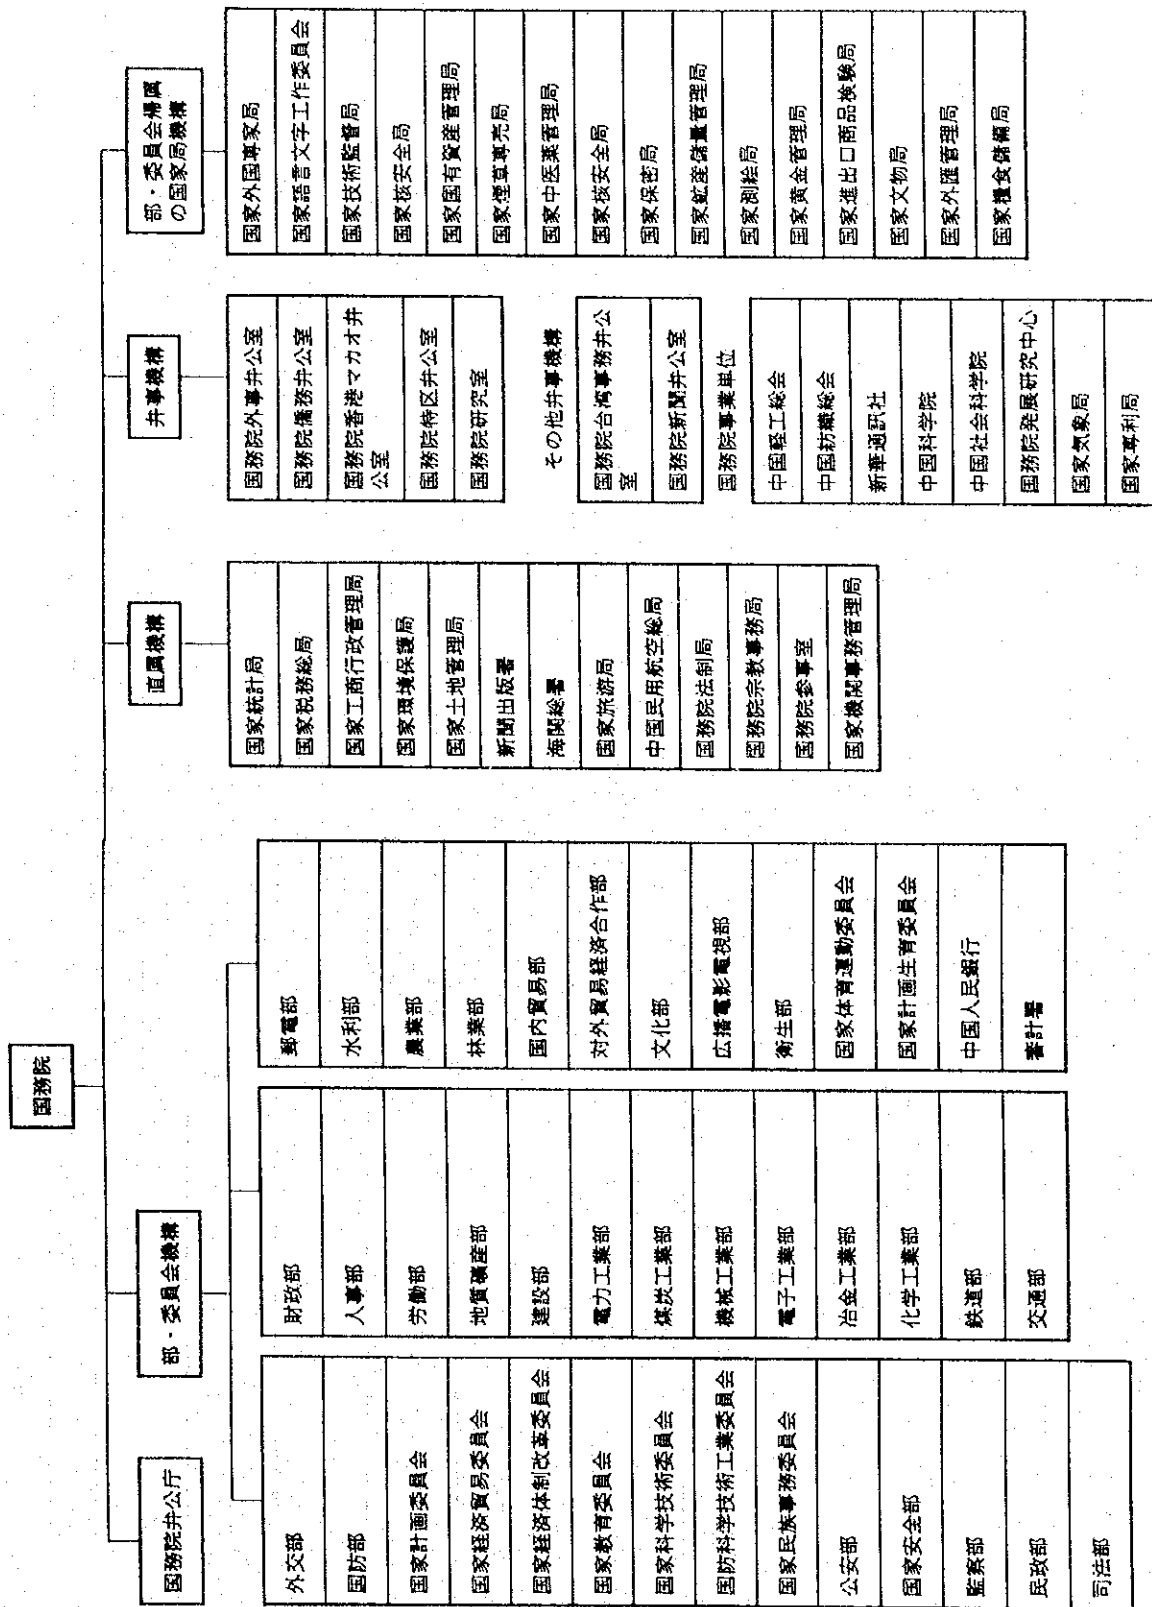 国務院
国務院弁公庁
部・委員会機構
外交部
国防部
国家計画委員会
国家経済貿易委員会
国家経済体制改革委員会
国家教育委員会
国家科学技術委員会
国防科学技術工業委員会
国家民族事務委員会
公安部
国家安全部
監察部
民政部
司法部
財政部
人事部
労働部
地質礦産部
建設部
電力工業部
煤炭工業部
機械工業部
電子工業部
冶金工業部
化学工業部
鉄道部
交通部
郵電部
水利部
農業部
林業部
国内貿易部
対外貿易経済合作部
文化部
広播電影電視部
衛生部
国家体育運動委員会
国家計画生育委員会
中国人民銀行
審計署
直属機構
国家統計局
国家税務総局
国家工商行政管理局
国家環境保護局
国家土地管理局
新聞出版署
海関総署
国家旅游局
中国民用航空総局
国務院法制局
国務院宗教事務局
国務院参事室
国家機関事務管理局
弁事機構
国務院外事弁公室
国務院僑務弁公室
国務院香港マカオ弁
公室
国務院特区弁公室
国務院研究室
その他弁事機構
国務院台湾事務弁公
室
国務院新聞弁公室
国務院事業単位
中国軽工総会
中国紡織総会
新華通訊社
中国科学院
中国社会科学院
国務院発展研究中心
国家気象局
国家専利局
部・委員会帰属
の国家局機構
国家外国専家局
国家語言文字工作委員会
国家技術監督局
国家核安全局
国家国有資産管理局
国家煙草専売局
国家中医薬管理局
国家核安全局
国家保密局
国家鉱産儲量管理局
国家測絵局
国家黄金管理局
国家進出口商品検験局
国家文物局
国家外匯管理局
国家糧食儲備局